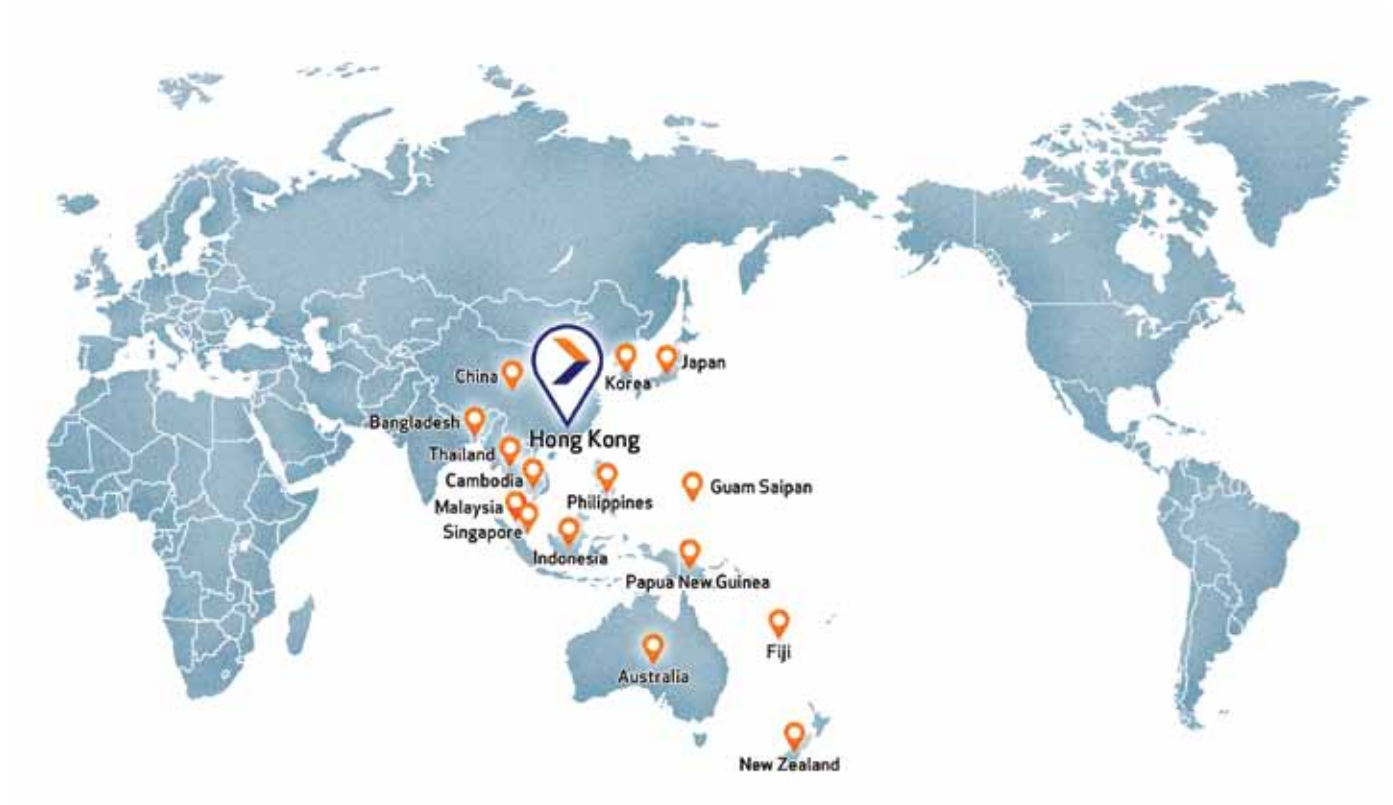 Japan
China
Korea
Bangladesh
Hong Kong
Thailand
Cambodia
Guam Saipan
Philippines
Malaysia
Singapore
Indonesia
Papua New Guinea
Fiji
Australia
New Zealand